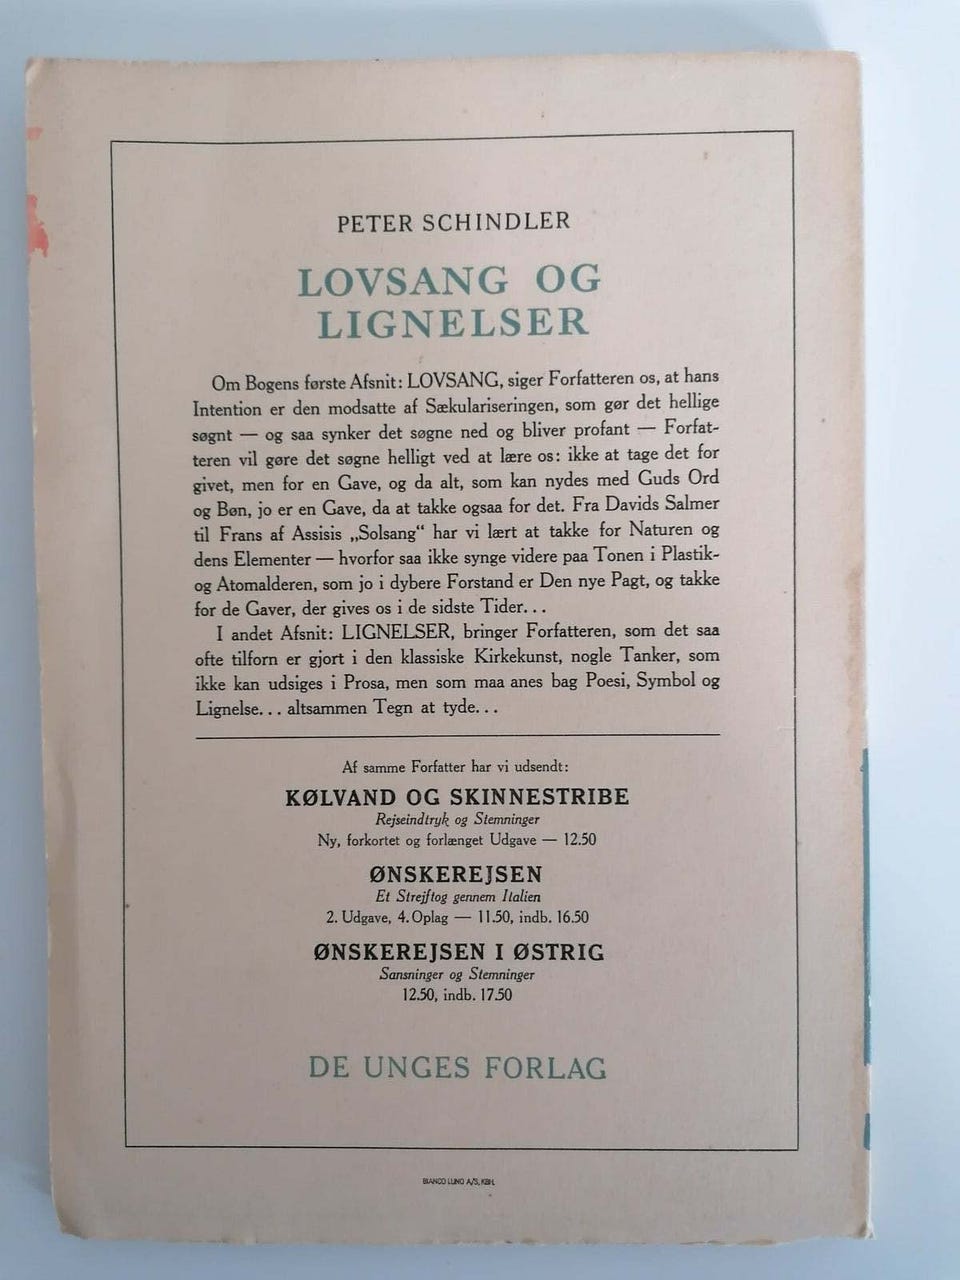 PETER SCHINDLER
LOVSANG OG
LIGNELSER
Om Bogens første Afsnit: LOVSANG, siger Forfatteren os, at hans
Intention er den modsatte af Sækulariseringen, som gør det hellige
søgnt — og saa synker det søgne ned og bliver profant — Forfat-
teren vil gøre det søgne helligt ved at lære os: ikke at tage det for
givet, men for en Gave, og da alt, som kan nydes med Guds Ord
og Bøn, jo er en Gave, da at takke ogsaa for det. Fra Davids Salmer
til Frans af Assisis „Solsang“ har vi lært at takke for Naturen og
dens Elementer — hvorfor saa ikke synge videre paa Tonen i Plastik-
og Atomalderen, som jo i dybere Forstand er Den nye Pagt, og takke
for de Gaver, der gives os i de sidste Tider...
I andet Afsnit: LIGNELSER, bringer Forfatteren, som det saa
ofte tilforn er gjort i den klassiske Kirkekunst, nogle Tanker, som
ikke kan udsiges i Prosa, men som maa anes bag Poesi, Symbol og
Lignelse... altsammen Tegn at tyde...
Af samme Forfatter har vi udsendt:
KØLVAND OG SKINNESTRIBE
Rejseindtryk og Stemninger
Ny, forkortet og forlænget Udgave — 12.50
ØNSKEREJSEN
Et Strejftog gennem Italien
2. Udgave, 4. Oplag — 11.50, indb. 16.50
ØNSKEREJSEN I ØSTRIG
Sansninger og Stemninger
12.50, indb. 17.50
DE UNGES FORLAG
BIANCO LUNO A/S, KBH.